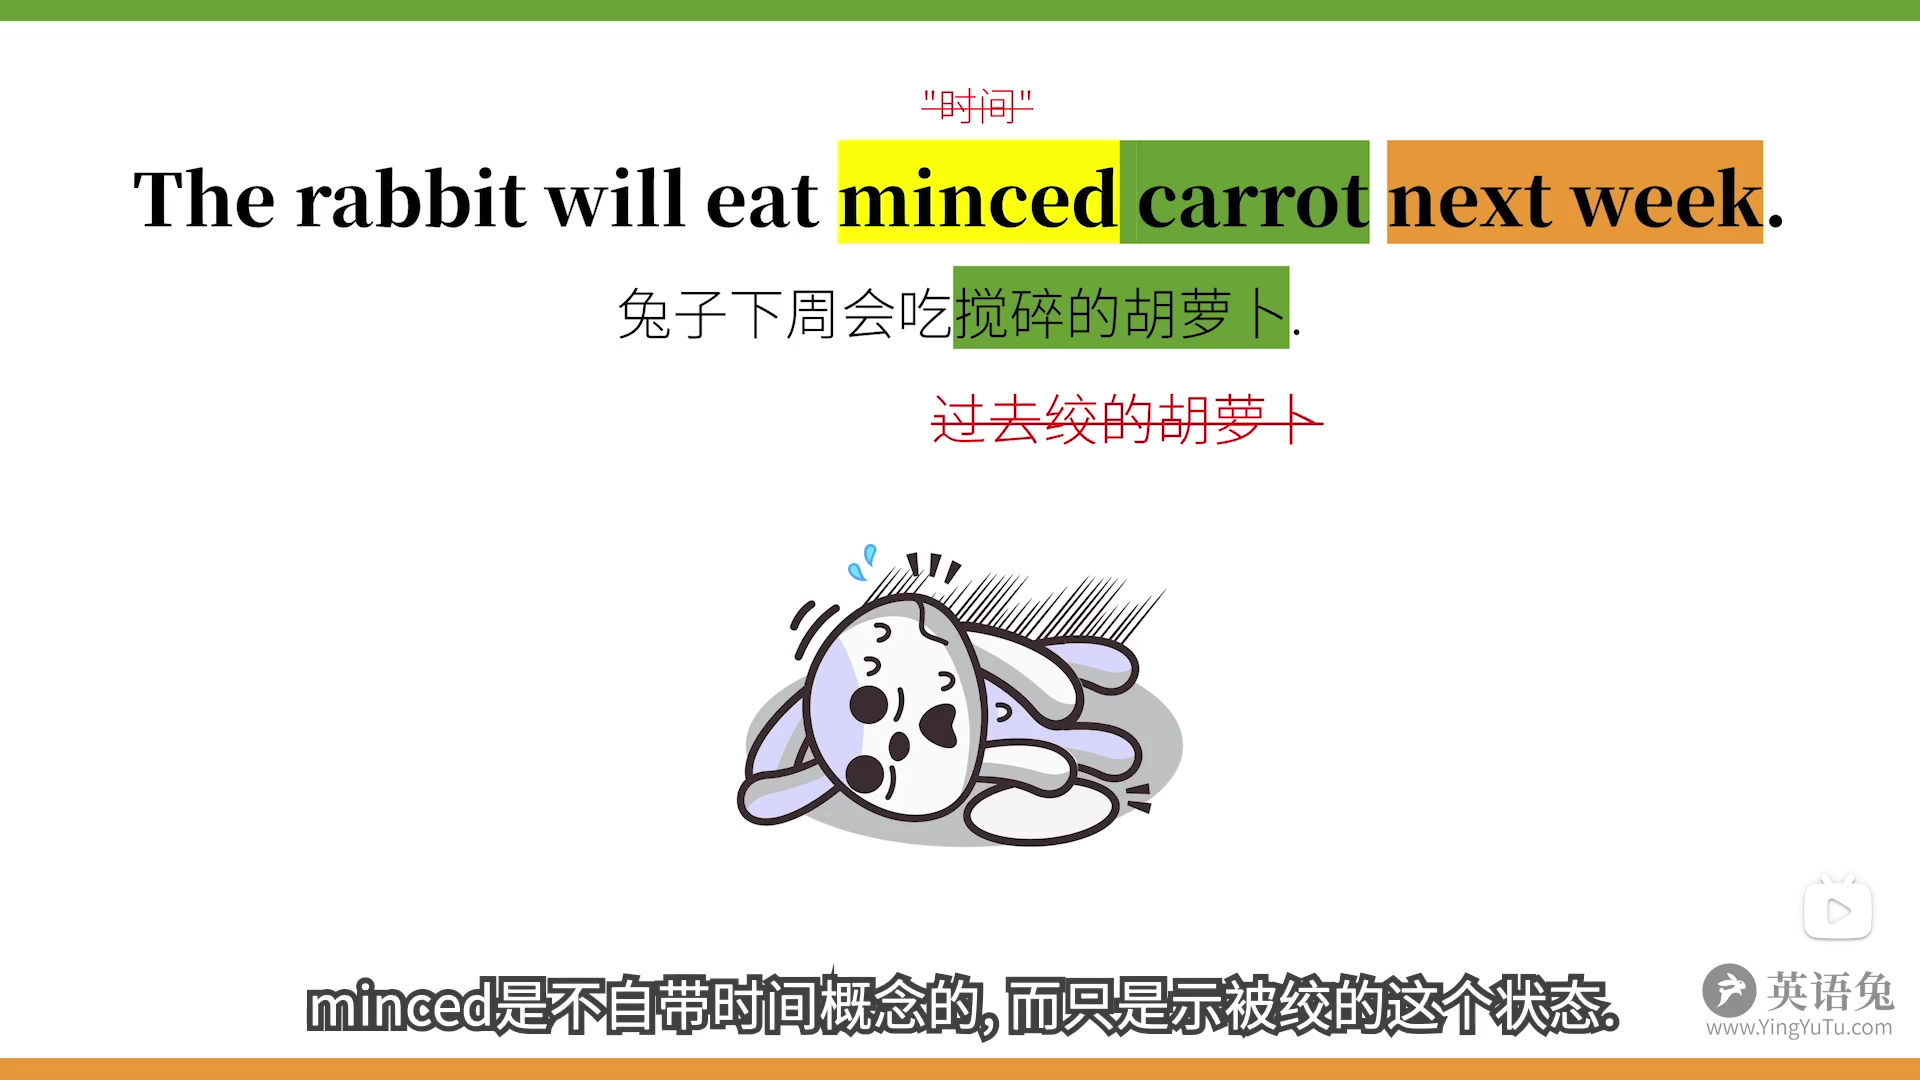 "时间"
The rabbit will eat minced carrot next week.
兔子下周会吃搅碎的胡萝卜.
过去绞的胡萝卜
minced是不自带时间概念的, 而只是示被绞的这个状态.
英语兔
www.YingYuTu.com